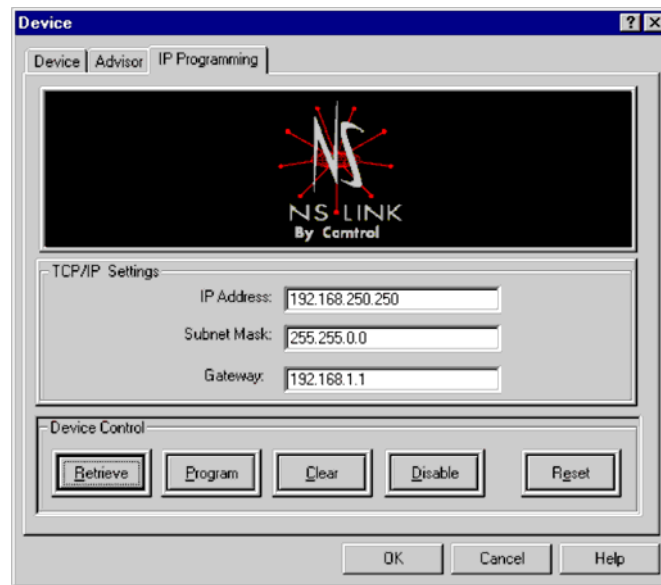 Device
Device Advisor IP Programming
NS LINK
By Comtrol
TCP/IP Settings
IP Address: 192.168.250.250
Subnet Mask: 255.255.0.0
Gateway: 192.168.1.1
Device Control
Retrieve Program Clear Disable Reset
OK Cancel Help